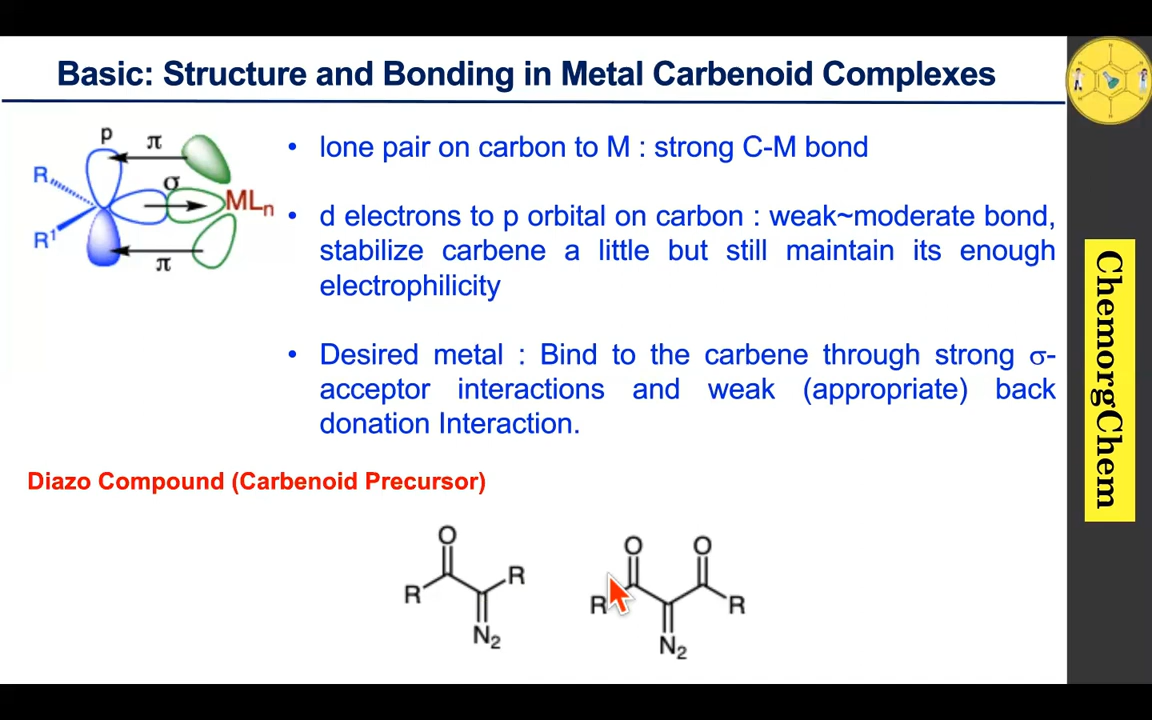 Basic: Structure and Bonding in Metal Carbenoid Complexes
p
π
R
σ
MLn
R¹
π
• lone pair on carbon to M : strong C-M bond
• d electrons to p orbital on carbon : weak~moderate bond,
stabilize carbene a little but still maintain its enough
electrophilicity
• Desired metal : Bind to the carbene through strong σ-
acceptor interactions and weak (appropriate) back
donation Interaction.
Diazo Compound (Carbenoid Precursor)
O
R
R
N₂
O
O
R
R
N₂
ChemorgChem